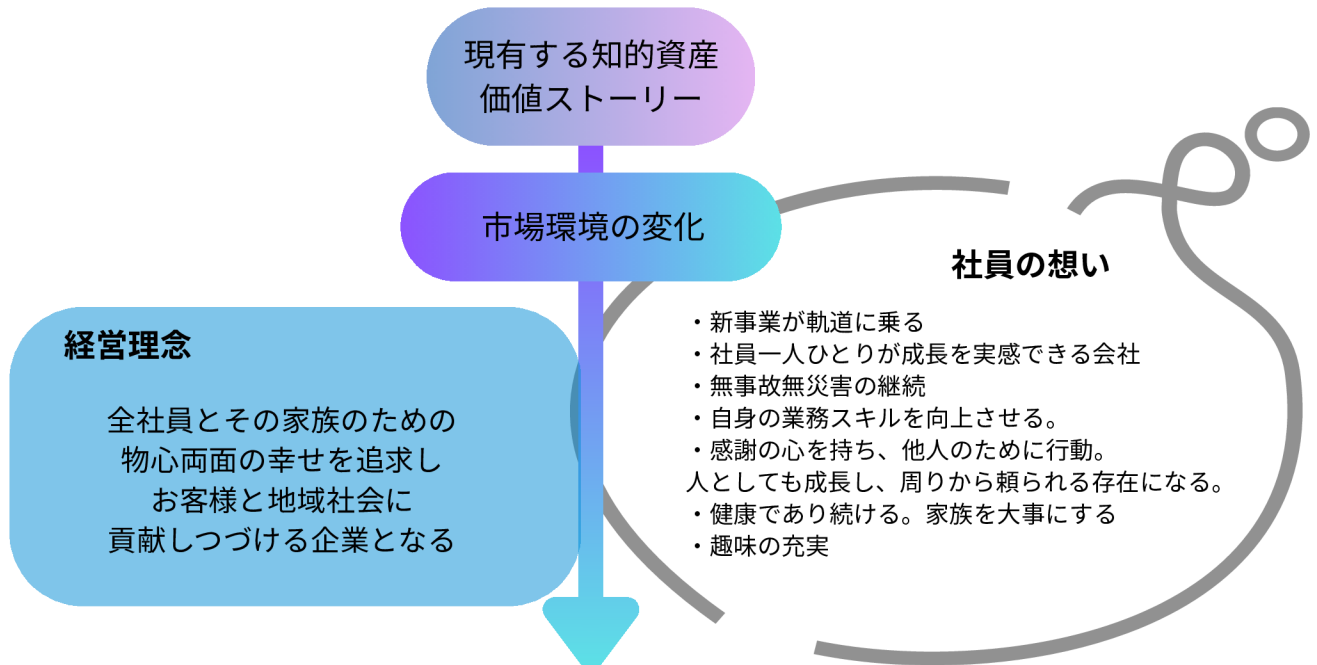 現有する知的資産
価値ストーリー
市場環境の変化
経営理念
全社員とその家族のための
物心両面の幸せを追求し
お客様と地域社会に
貢献しつづける企業となる
社員の想い
・新事業が軌道に乗る
・社員一人ひとりが成長を実感できる会社
・無事故無災害の継続
・自身の業務スキルを向上させる。
・感謝の心を持ち、他人のために行動。
人としても成長し、周りから頼られる存在になる。
・健康であり続ける。家族を大事にする
・趣味の充実